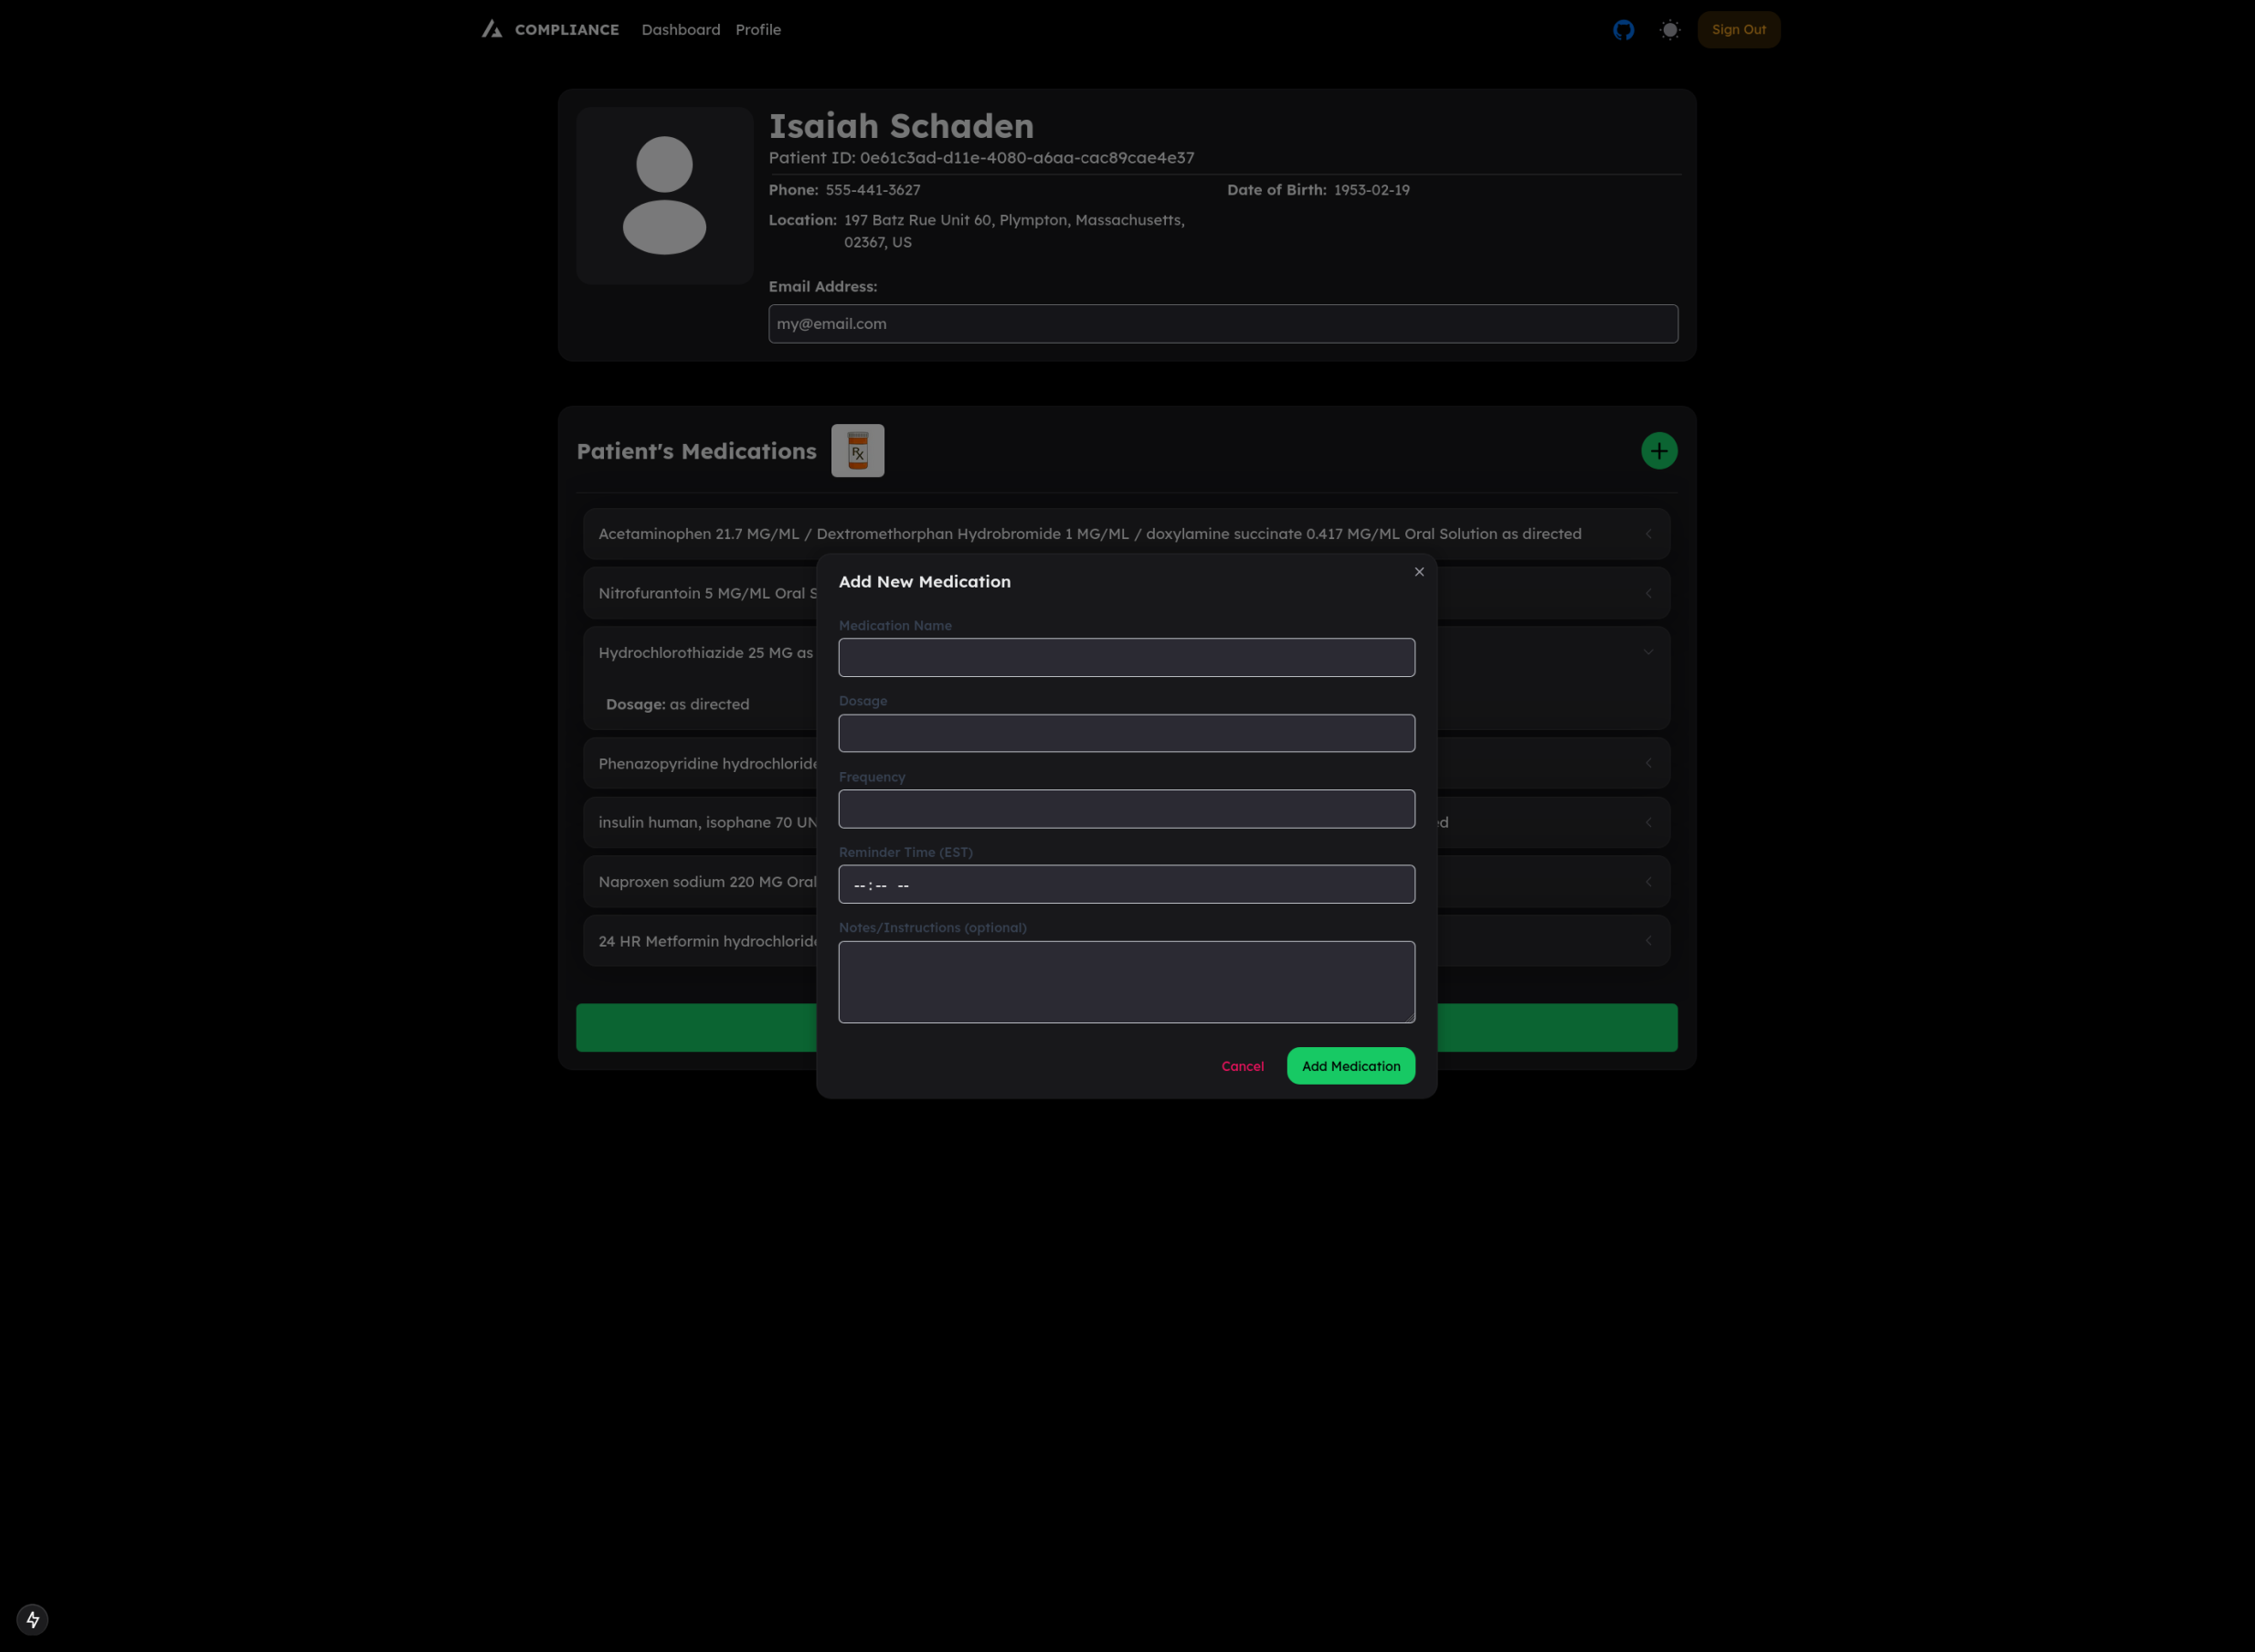 COMPLIANCE Dashboard Profile Sign Out
Isaiah Schaden
Patient ID: 0e61c3ad-d11e-4080-a6aa-cac89cae4e37
Phone: 555-441-3627 Date of Birth: 1953-02-19
Location: 197 Batz Rue Unit 60, Plympton, Massachusetts,
02367, US
Email Address:
my@email.com
Patient's Medications Rx
Acetaminophen 21.7 MG/ML / Dextromethorphan Hydrobromide 1 MG/ML / doxylamine succinate 0.417 MG/ML Oral Solution as directed
Nitrofurantoin 5 MG/ML Oral S
Hydrochlorothiazide 25 MG as
Dosage: as directed
Phenazopyridine hydrochloride
insulin human, isophane 70 UN
ed
Naproxen sodium 220 MG Oral
24 HR Metformin hydrochloride
Add New Medication
Medication Name
Dosage
Frequency
Reminder Time (EST)
--:-- --
Notes/Instructions (optional)
Cancel Add Medication